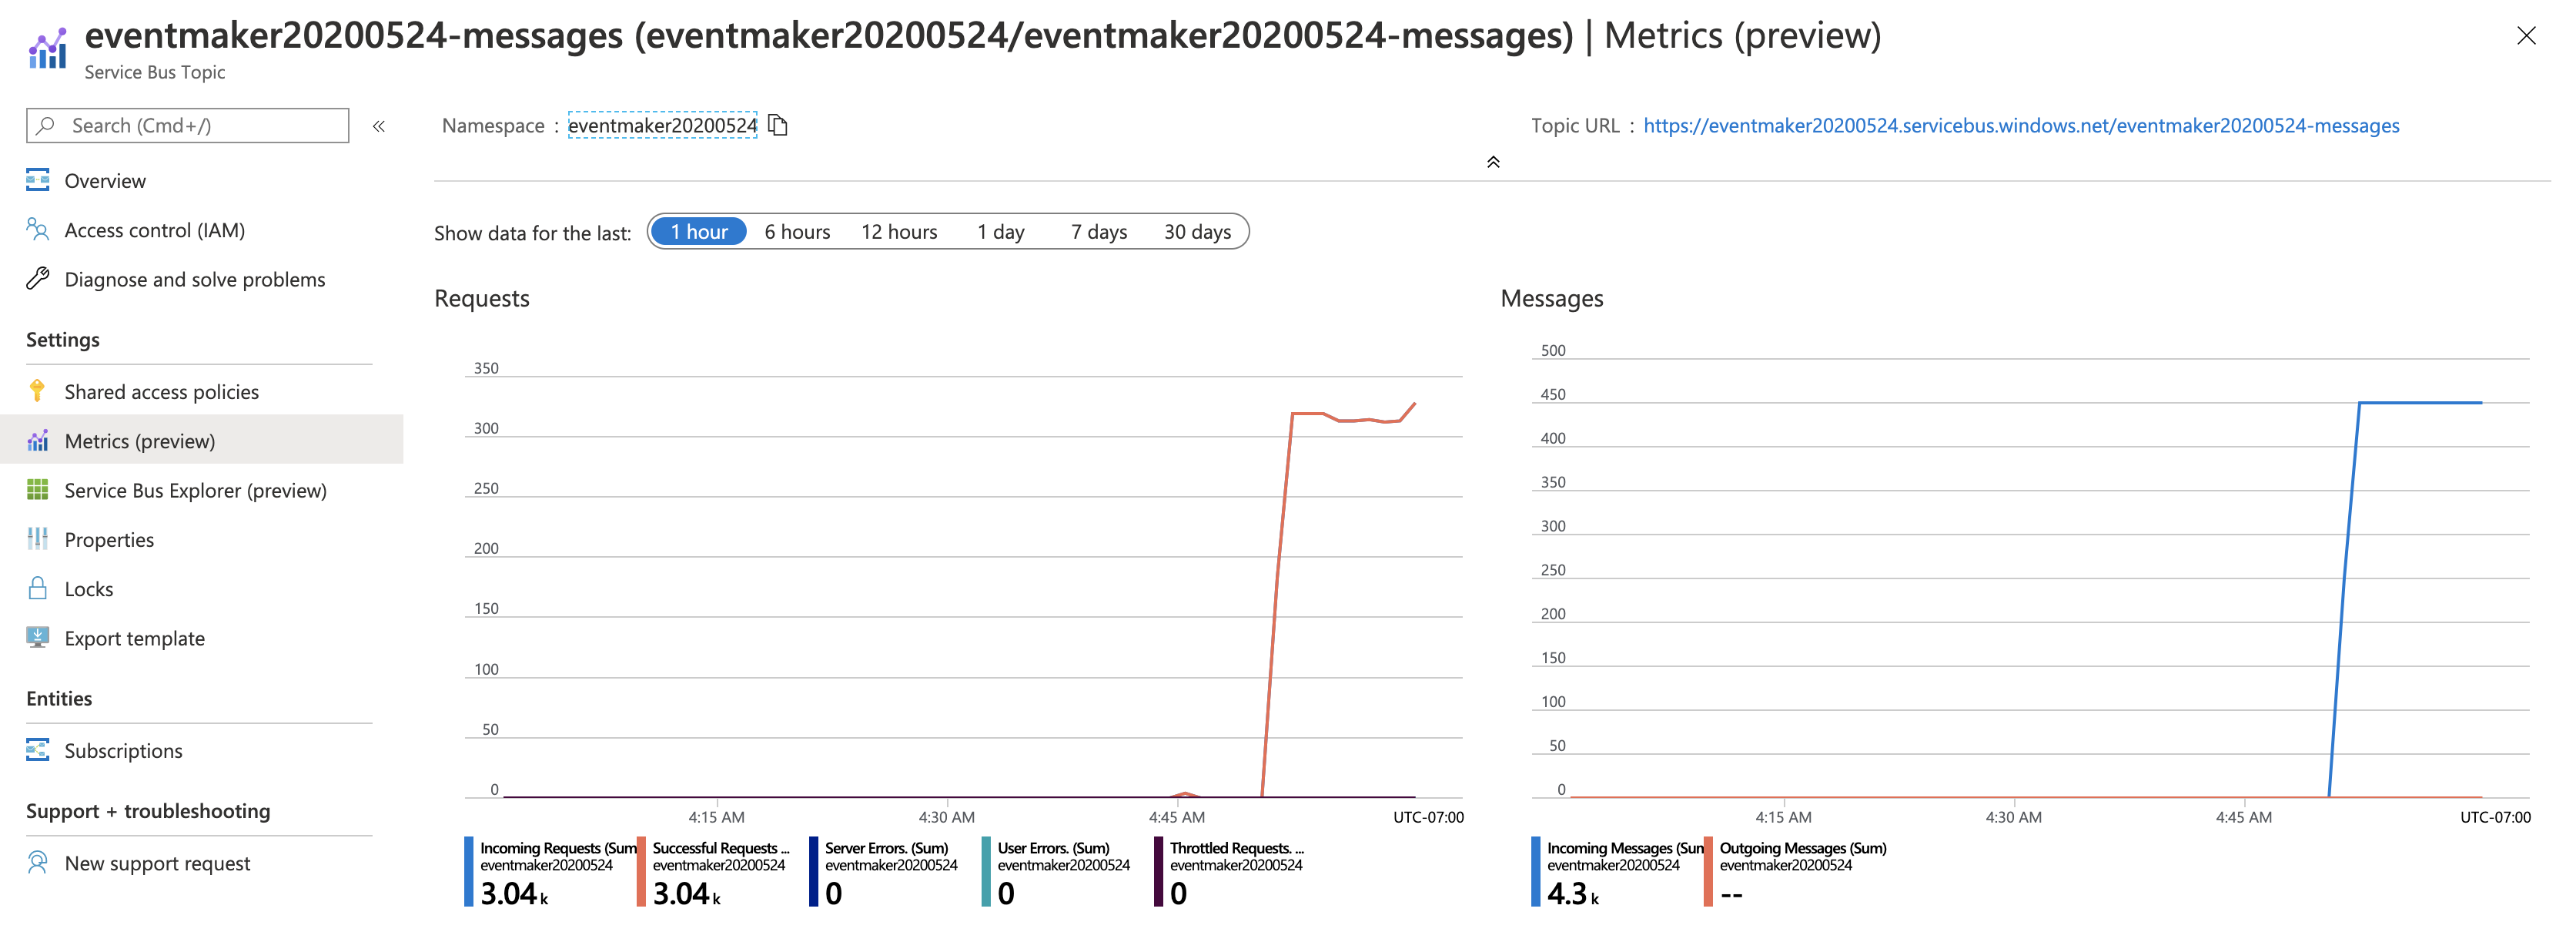 eventmaker20200524-messages (eventmaker20200524/eventmaker20200524-messages) | Metrics (preview)
Service Bus Topic
Search (Cmd+/)
«
Overview
Access control (IAM)
Diagnose and solve problems
Settings
Shared access policies
Metrics (preview)
Service Bus Explorer (preview)
Properties
Locks
Export template
Entities
Subscriptions
Support + troubleshooting
New support request
Namespace : eventmaker20200524
Topic URL : https://eventmaker20200524.servicebus.windows.net/eventmaker20200524-messages
Show data for the last: 1 hour 6 hours 12 hours 1 day 7 days 30 days
Requests
350
300
250
200
150
100
50
0
4:15 AM 4:30 AM 4:45 AM UTC-07:00
Incoming Requests (Sum
eventmaker20200524
3.04 k
Successful Requests ...
eventmaker20200524
3.04 k
Server Errors. (Sum)
eventmaker20200524
0
User Errors. (Sum)
eventmaker20200524
0
Throttled Requests. ...
eventmaker20200524
0
Messages
500
450
400
350
300
250
200
150
100
50
0
4:15 AM 4:30 AM 4:45 AM UTC-07:00
Incoming Messages (Sun
eventmaker20200524
4.3 k
Outgoing Messages (Sum)
eventmaker20200524
--